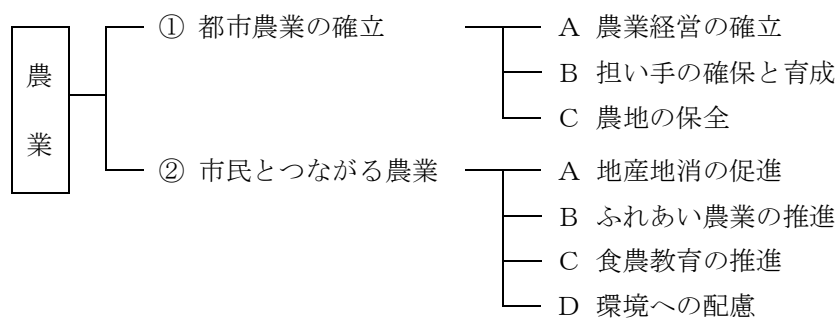 農業
① 都市農業の確立
A 農業経営の確立
B 担い手の確保と育成
C 農地の保全
② 市民とつながる農業
A 地産地消の促進
B ふれあい農業の推進
C 食農教育の推進
D 環境への配慮